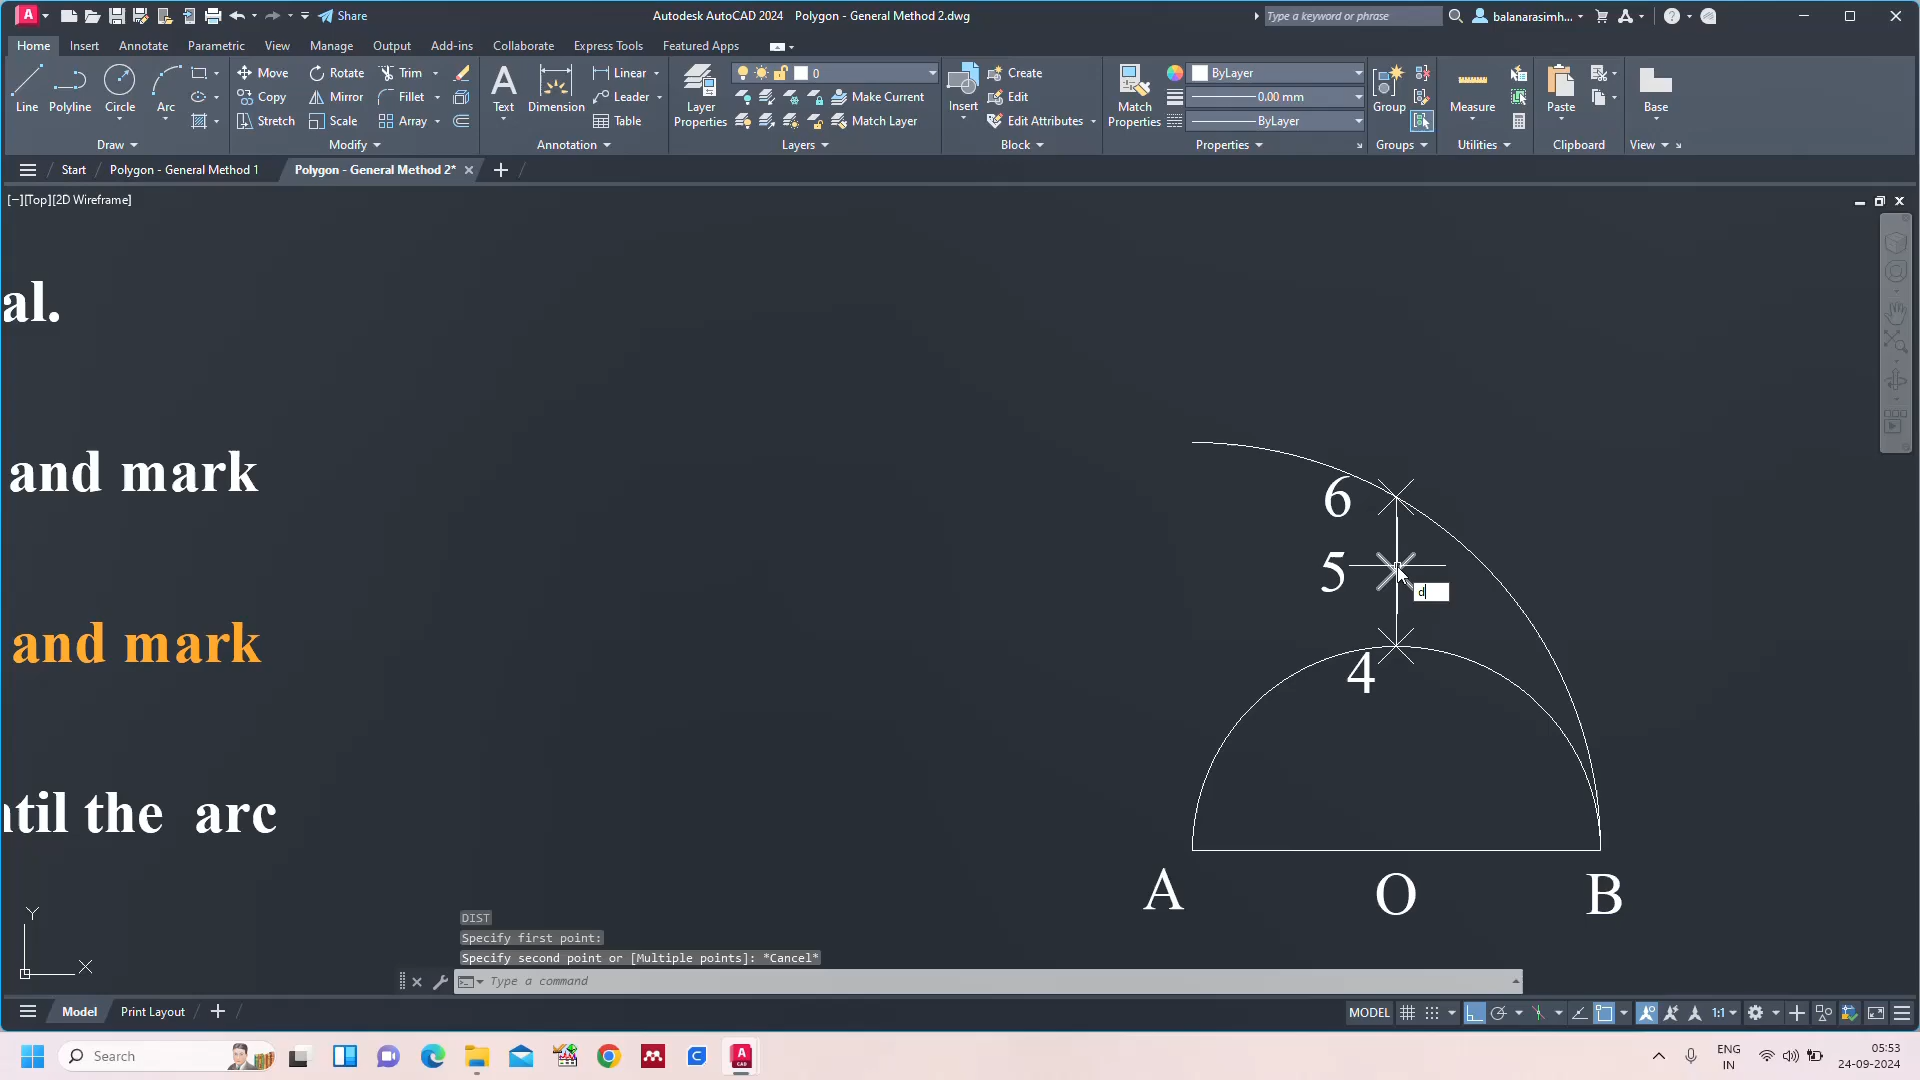 Share
Autodesk AutoCAD 2024 Polygon - General Method 2.dwg
Type a keyword or phrase
balanarasimh...
Home Insert Annotate Parametric View Manage Output Add-ins Collaborate Express Tools Featured Apps
Line
Polyline
Circle
Arc
Draw
Move
Copy
Stretch
Rotate
Mirror
Scale
Trim
Fillet
Array
Modify
Text
Dimension
Linear
Leader
Table
Annotation
Layer
Properties
0
Make Current
Match Layer
Layers
Insert
Create
Edit
Edit Attributes
Block
Match
Properties
ByLayer
0.00 mm
ByLayer
Properties
Group
Groups
Measure
Utilities
Paste
Clipboard
Base
View
Start Polygon - General Method 1 Polygon - General Method 2*
[−][Top][2D Wireframe]
al.
and mark
and mark
ntil the arc
6
5
d
4
A O B
Y
X
DIST
Specify first point:
Specify second point or [Multiple points]: *Cancel*
Type a command
Model Print Layout
MODEL
1:1
Search
ENG
IN
05:53
24-09-2024